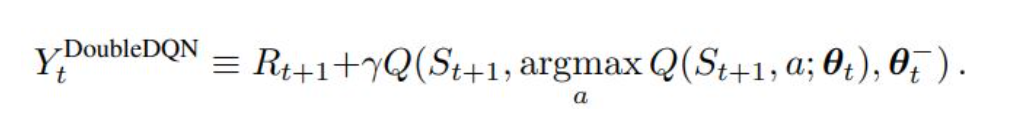 Y_t^{DoubleDQN} ≡ R_{t+1}+γQ(S_{t+1}, argmax_a Q(S_{t+1}, a; θ_t), θ_t^−) .